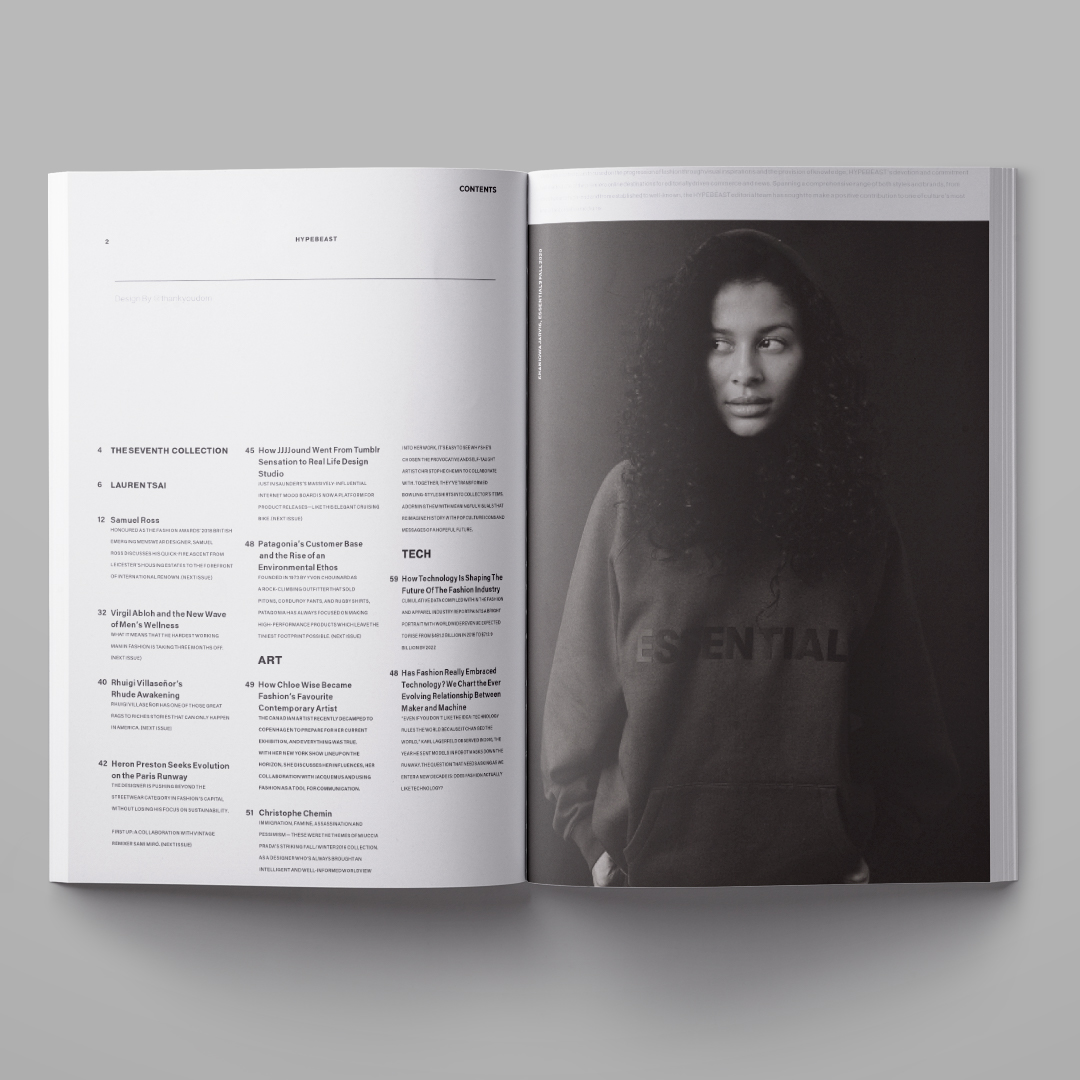 CONTENTS
2
HYPEBEAST
Design by @frankvcuston
4 THE SEVENTH COLLECTION
6 LAUREN TSAI
12 Samuel Ross
HONOURED AS THE FASHION AWARDS' 2018 BRITISH
EMERGING MENSWEAR DESIGNER, SAMUEL
ROSS DISCUSSES HIS QUICK-FIRE ASCENT FROM
LEICESTER'S HOUSING ESTATES TO THE FOREFRONT
OF INTERNATIONAL RENOWN. (NEXT ISSUE)
32 Virgil Abloh and the New Wave
of Men's Wellness
WHAT IT MEANS THAT THE HARDEST WORKING
MAN IN FASHION IS TAKING THREE MONTHS OFF.
(NEXT ISSUE)
40 Rhuigi Villaseñor's
Rhude Awakening
RHUIGI VILLASEÑOR HAS ONE OF THOSE GREAT
RAGS TO RICHES STORIES THAT CAN ONLY HAPPEN
IN AMERICA. (NEXT ISSUE)
42 Heron Preston Seeks Evolution
on the Paris Runway
THE DESIGNER IS PUSHING BEYOND THE
STREETWEAR CATEGORY IN FASHION'S CAPITAL
WITHOUT LOSING HIS FOCUS ON SUSTAINABILITY.
FIRST UP: A COLLABORATION WITH VINTAGE
REMIXER SAMI MIRÓ. (NEXT ISSUE)
45 How JJJJound Went From Tumblr
Sensation to Real Life Design
Studio
JUSTIN SAUNDERS'S MASSIVELY-INFLUENTIAL
INTERNET MOOD BOARD IS NOW A PLATFORM FOR
PRODUCT RELEASES—LIKE THIS ELEGANT CRUISING
BIKE. (NEXT ISSUE)
48 Patagonia's Customer Base
and the Rise of an
Environmental Ethos
FOUNDED IN 1973 BY YVON CHOUINARD AS
A ROCK-CLIMBING OUTFITTER THAT SOLD
PITONS, CORDUROY PANTS, AND RUGBY SHIRTS,
PATAGONIA HAS ALWAYS FOCUSED ON MAKING
HIGH-PERFORMANCE PRODUCTS WHICH LEAVE THE
TINIEST FOOTPRINT POSSIBLE. (NEXT ISSUE)
ART
49 How Chloe Wise Became
Fashion's Favourite
Contemporary Artist
THE CANADIAN ARTIST RECENTLY DECAMPED TO
COPENHAGEN TO PREPARE FOR HER CURRENT
EXHIBITION, AND EVERYTHING WAS TRUE.
WITH HER NEW YORK SHOW LINEUP ON THE
HORIZON, SHE DISCUSSES HER INFLUENCES, HER
COLLABORATION WITH JACQUEMUS AND USING
FASHION AS A TOOL FOR COMMUNICATION.
51 Christophe Chemin
IMMIGRATION, FAMINE, ASSASSINATION AND
PESSIMISM— THESE WERE THE THEMES OF MIUCCIA
PRADA'S STRIKING FALL/WINTER 2016 COLLECTION.
AS A DESIGNER WHO'S ALWAYS BROUGHT AN
INTELLIGENT AND WELL-INFORMED WORLDVIEW
INTO HER WORK, IT'S EASY TO SEE WHY SHE'S
CHOSEN THE PROVOCATIVE AND SELF-TAUGHT
ARTIST CHRISTOPHE CHEMIN TO COLLABORATE
WITH. TOGETHER, THEY'VE TRANSFORMED
BOWLING-STYLE SHIRTS INTO COLLECTOR'S ITEMS,
ADORNING THEM WITH MEANINGFUL VISUALS THAT
REIMAGINE HISTORY WITH POP CULTURE ICONS AND
MESSAGES OF A HOPEFUL FUTURE.
TECH
59 How Technology Is Shaping The
Future Of The Fashion Industry
CUMULATIVE DATA COMPILED WITHIN THE FASHION
AND APPAREL INDUSTRY REPORT PAINTS A BRIGHT
PORTRAIT WITH WORLDWIDE REVENUE EXPECTED
TO RISE FROM $481.2 BILLION IN 2018 TO $712.9
BILLION BY 2022
48 Has Fashion Really Embraced
Technology? We Chart the Ever
Evolving Relationship Between
Maker and Machine
"EVEN IF YOU DON'T LIKE THE IDEA TECHNOLOGY
RULES THE WORLD BECAUSE IT CHANGED THE
WORLD," KARL LAGERFELD OBSERVED BEFORE THE
YEAR HE SENT MODELS IN ROBOT MASKS DOWN THE
RUNWAY. THE QUESTION THAT NEEDS ASKING AS WE
ENTER A NEW DECADE IS: DOES FASHION ACTUALLY
LIKE TECHNOLOGY?
JARVIS, ESSENTIALS FALL 2020
ESSENTIAL